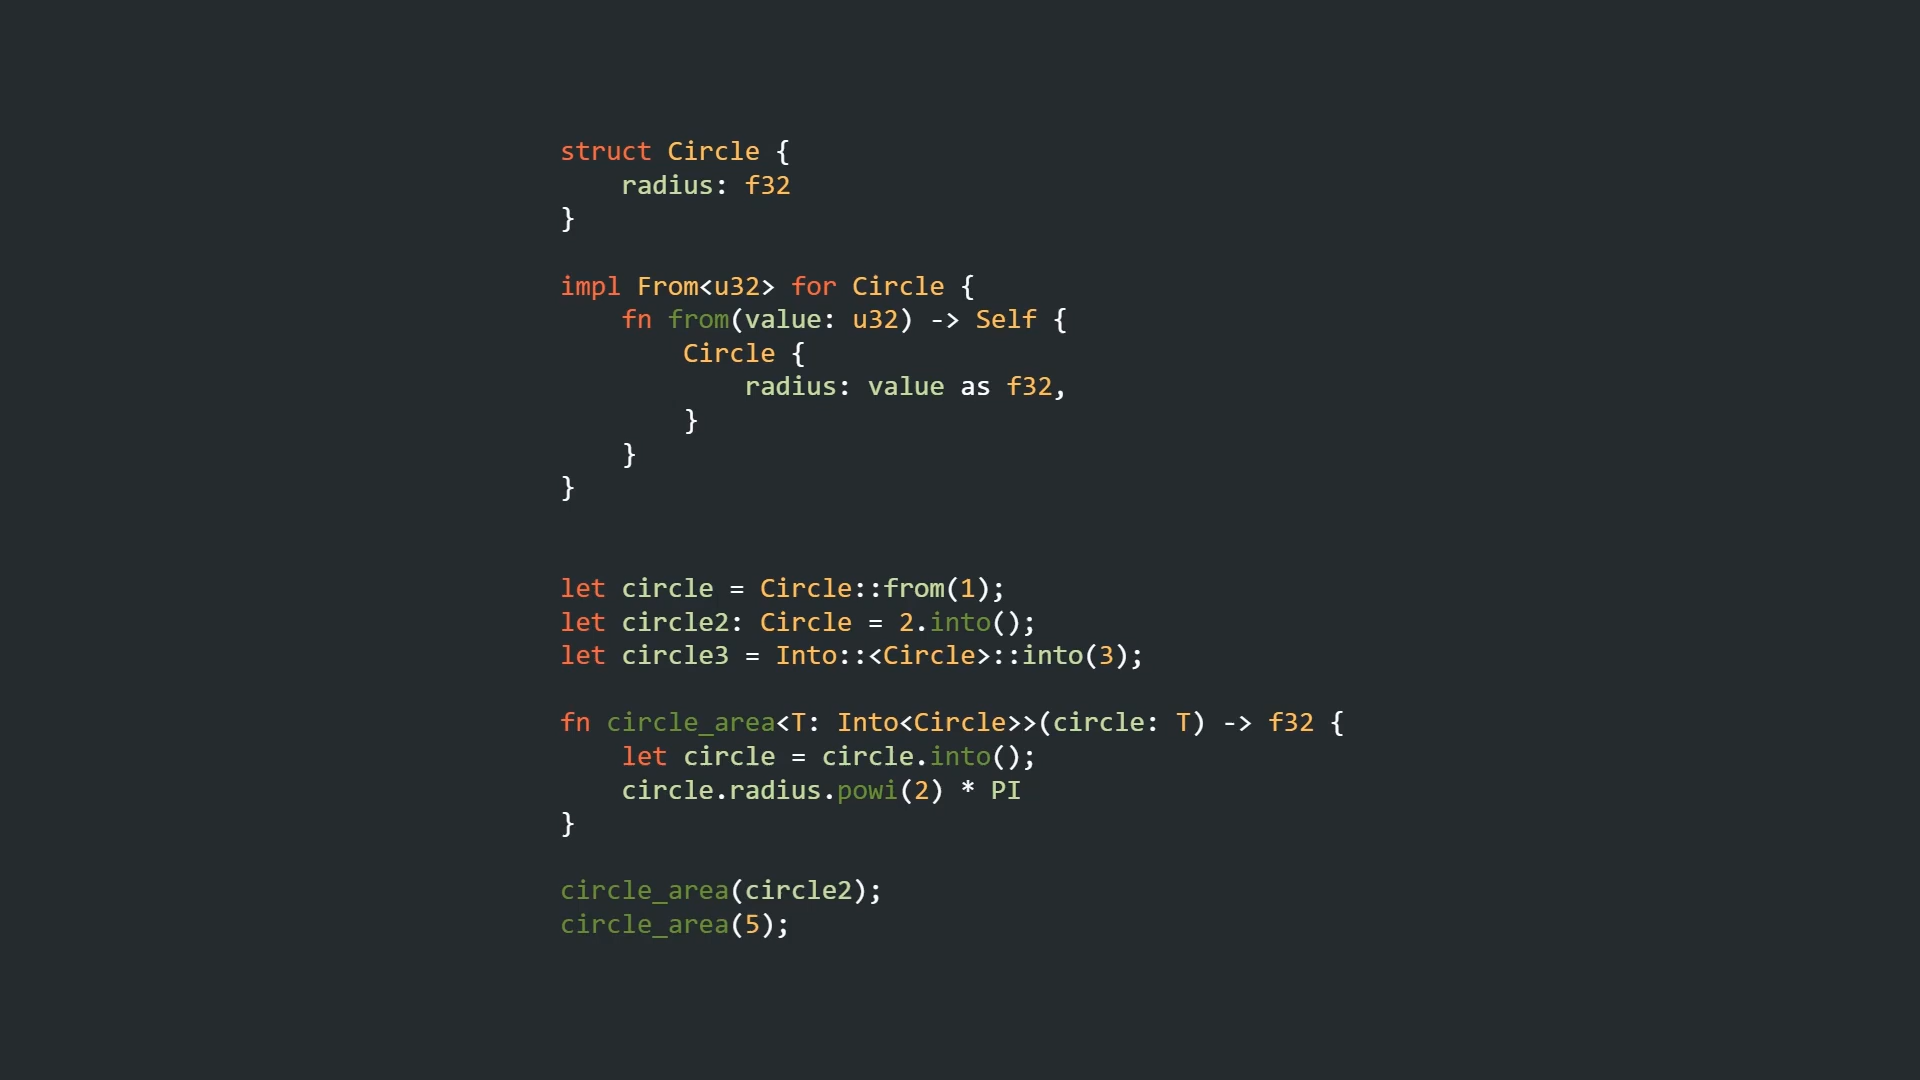 struct Circle {
    radius: f32
}
impl From<u32> for Circle {
    fn from(value: u32) -> Self {
        Circle {
            radius: value as f32,
        }
    }
}
let circle = Circle::from(1);
let circle2: Circle = 2.into();
let circle3 = Into::<Circle>::into(3);
fn circle_area<T: Into<Circle>>(circle: T) -> f32 {
    let circle = circle.into();
    circle.radius.powi(2) * PI
}
circle_area(circle2);
circle_area(5);